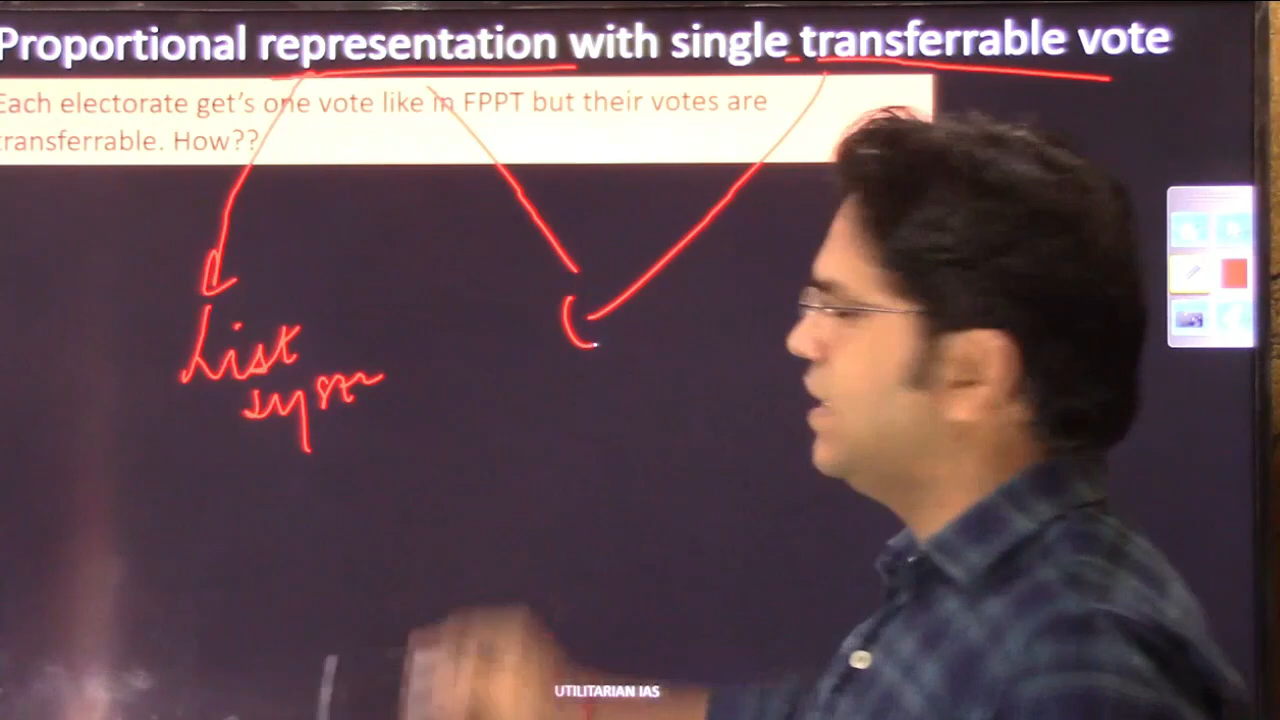 Proportional representation with single transferrable vote
Each electorate get's one vote like in FPPT but their votes are
transferrable. How??
List
UTILITARIAN IAS